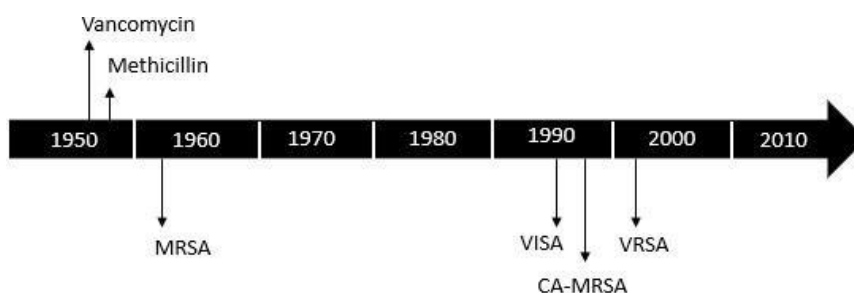 Vancomycin
Methicillin
1950 1960 1970 1980 1990 2000 2010
MRSA VISA VRSA
CA-MRSA